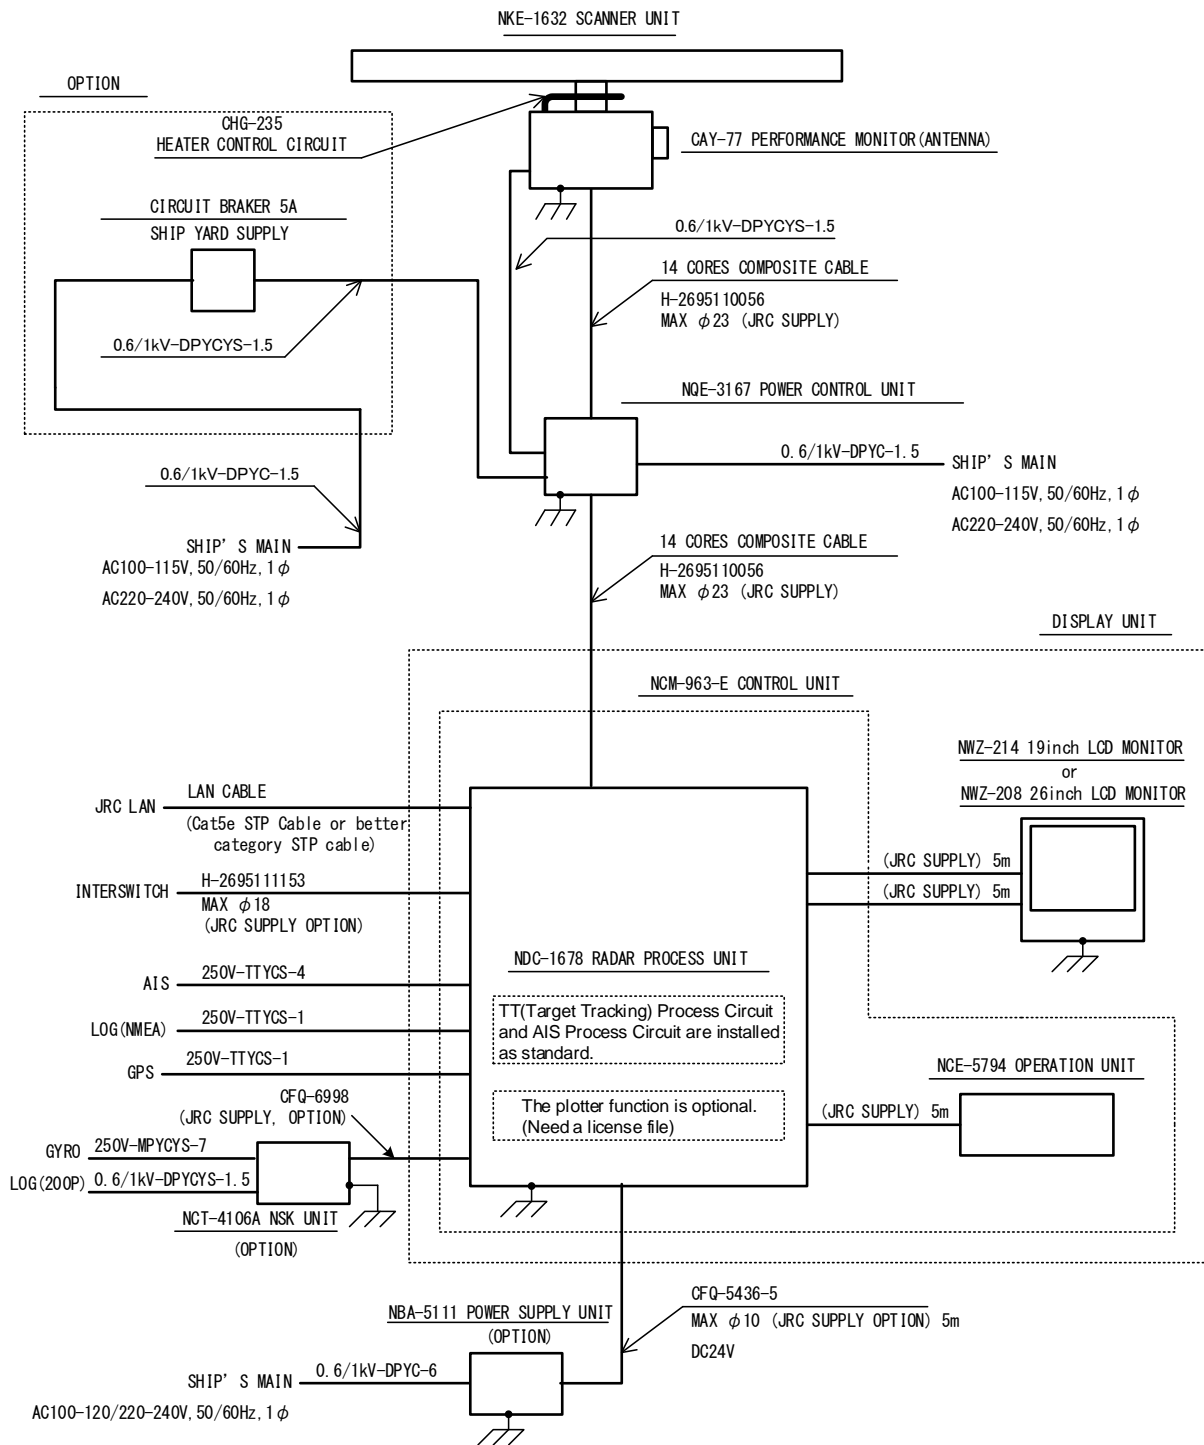 NKE-1632 SCANNER UNIT
OPTION
CHG-235
HEATER CONTROL CIRCUIT
CAY-77 PERFORMANCE MONITOR(ANTENNA)
CIRCUIT BRAKER 5A
SHIP YARD SUPPLY
0.6/1kV-DPYCYS-1.5
14 CORES COMPOSITE CABLE
H-2695110056
MAX φ23 (JRC SUPPLY)
0.6/1kV-DPYCYS-1.5
NQE-3167 POWER CONTROL UNIT
0.6/1kV-DPYC-1.5
SHIP'S MAIN
AC100-115V,50/60Hz,1φ
AC220-240V,50/60Hz,1φ
0.6/1kV-DPYC-1.5
SHIP'S MAIN
AC100-115V,50/60Hz,1φ
AC220-240V,50/60Hz,1φ
14 CORES COMPOSITE CABLE
H-2695110056
MAX φ23 (JRC SUPPLY)
DISPLAY UNIT
NCM-963-E CONTROL UNIT
NWZ-214 19inch LCD MONITOR
or
NWZ-208 26inch LCD MONITOR
JRC LAN
LAN CABLE
(Cat5e STP Cable or better
category STP cable)
(JRC SUPPLY) 5m
(JRC SUPPLY) 5m
INTERSWITCH
H-2695111153
MAX φ18
(JRC SUPPLY OPTION)
NDC-1678 RADAR PROCESS UNIT
AIS
250V-TTYCS-4
TT(Target Tracking) Process Circuit
and AIS Process Circuit are installed
as standard.
LOG(NMEA)
250V-TTYCS-1
GPS
250V-TTYCS-1
NCE-5794 OPERATION UNIT
CFQ-6998
(JRC SUPPLY, OPTION)
The plotter function is optional.
(Need a license file)
(JRC SUPPLY) 5m
GYRO
250V-MPYCYS-7
LOG(200P)
0.6/1kV-DPYCYS-1.5
NCT-4106A NSK UNIT
(OPTION)
NBA-5111 POWER SUPPLY UNIT
(OPTION)
CFQ-5436-5
MAX φ10 (JRC SUPPLY OPTION) 5m
DC24V
SHIP'S MAIN
0.6/1kV-DPYC-6
AC100-120/220-240V,50/60Hz,1φ